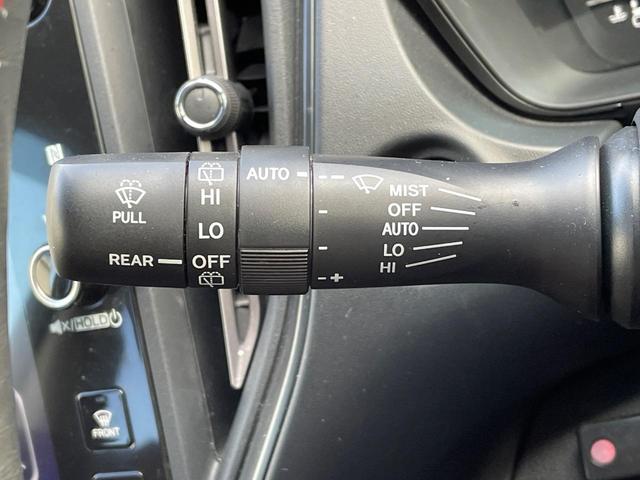 PULL
REAR
HI
LO
OFF
AUTO
- +
MIST
OFF
AUTO
LO
HI
HOLD
FRONT